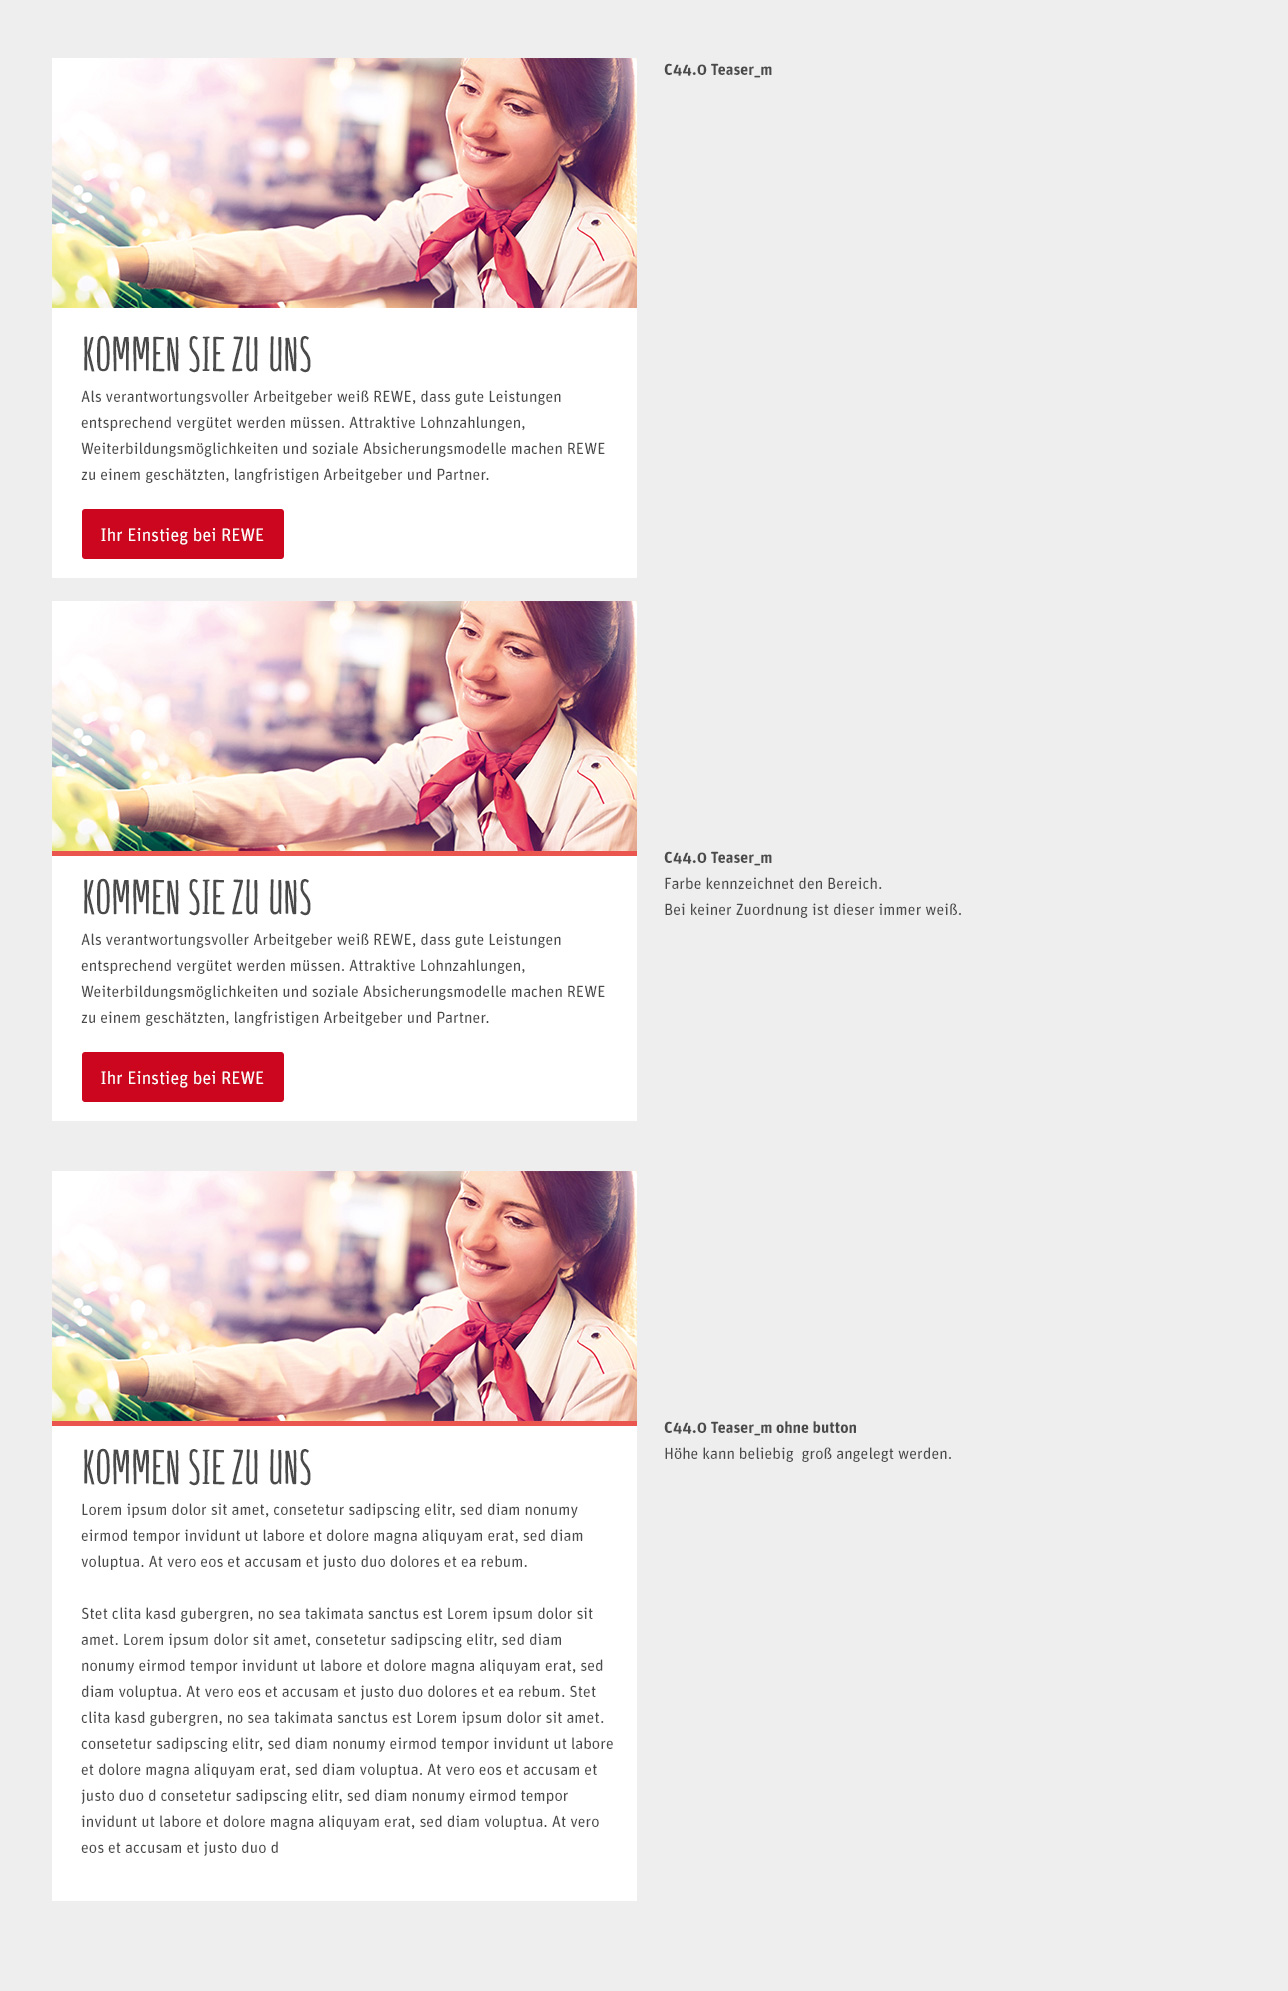 C44.0 Teaser_m
KOMMEN SIE ZU UNS
Als verantwortungsvoller Arbeitgeber weiß REWE, dass gute Leistungen
entsprechend vergütet werden müssen. Attraktive Lohnzahlungen,
Weiterbildungsmöglichkeiten und soziale Absicherungsmodelle machen REWE
zu einem geschätzten, langfristigen Arbeitgeber und Partner.
Ihr Einstieg bei REWE
C44.0 Teaser_m
Farbe kennzeichnet den Bereich.
Bei keiner Zuordnung ist dieser immer weiß.
KOMMEN SIE ZU UNS
Als verantwortungsvoller Arbeitgeber weiß REWE, dass gute Leistungen
entsprechend vergütet werden müssen. Attraktive Lohnzahlungen,
Weiterbildungsmöglichkeiten und soziale Absicherungsmodelle machen REWE
zu einem geschätzten, langfristigen Arbeitgeber und Partner.
Ihr Einstieg bei REWE
C44.0 Teaser_m ohne button
Höhe kann beliebig  groß angelegt werden.
KOMMEN SIE ZU UNS
Lorem ipsum dolor sit amet, consetetur sadipscing elitr, sed diam nonumy
eirmod tempor invidunt ut labore et dolore magna aliquyam erat, sed diam
voluptua. At vero eos et accusam et justo duo dolores et ea rebum.
Stet clita kasd gubergren, no sea takimata sanctus est Lorem ipsum dolor sit
amet. Lorem ipsum dolor sit amet, consetetur sadipscing elitr, sed diam
nonumy eirmod tempor invidunt ut labore et dolore magna aliquyam erat, sed
diam voluptua. At vero eos et accusam et justo duo dolores et ea rebum. Stet
clita kasd gubergren, no sea takimata sanctus est Lorem ipsum dolor sit amet.
consetetur sadipscing elitr, sed diam nonumy eirmod tempor invidunt ut labore
et dolore magna aliquyam erat, sed diam voluptua. At vero eos et accusam et
justo duo d consetetur sadipscing elitr, sed diam nonumy eirmod tempor
invidunt ut labore et dolore magna aliquyam erat, sed diam voluptua. At vero
eos et accusam et justo duo d